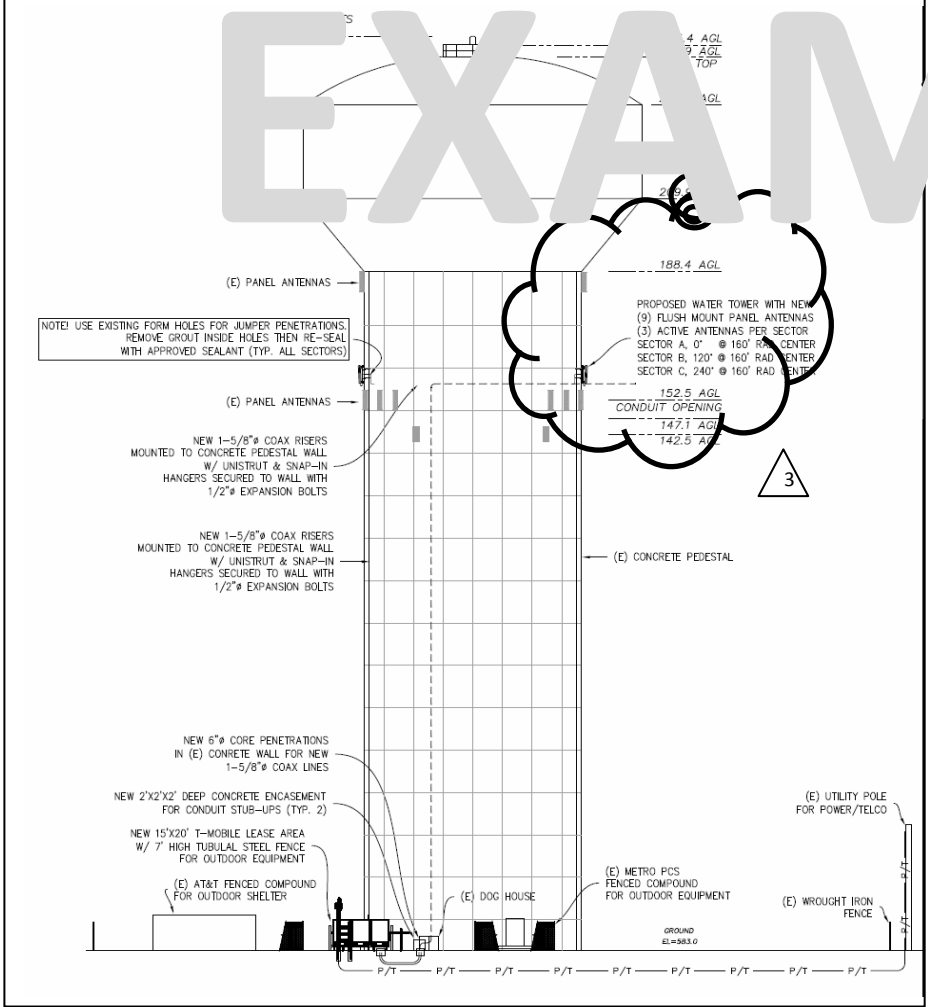 EXAM
TS
.4 AGL
9 AGL
TOP
AGL
209.9
188.4 AGL
(E) PANEL ANTENNAS
PROPOSED WATER TOWER WITH NEW
(9) FLUSH MOUNT PANEL ANTENNAS
(3) ACTIVE ANTENNAS PER SECTOR
SECTOR A, 0° @ 160' RAD CENTER
SECTOR B, 120° @ 160' RAD CENTER
SECTOR C, 240° @ 160' RAD CENTER
NOTE! USE EXISTING FORM HOLES FOR JUMPER PENETRATIONS.
REMOVE GROUT INSIDE HOLES THEN RE-SEAL
WITH APPROVED SEALANT (TYP. ALL SECTORS)
(E) PANEL ANTENNAS
152.5 AGL
CONDUIT OPENING
147.1 AGL
142.5 AGL
NEW 1-5/8"ø COAX RISERS
MOUNTED TO CONCRETE PEDESTAL WALL
W/ UNISTRUT & SNAP-IN
HANGERS SECURED TO WALL WITH
1/2"ø EXPANSION BOLTS
3
NEW 1-5/8"ø COAX RISERS
MOUNTED TO CONCRETE PEDESTAL WALL
W/ UNISTRUT & SNAP-IN
HANGERS SECURED TO WALL WITH
1/2"ø EXPANSION BOLTS
(E) CONCRETE PEDESTAL
NEW 6"ø CORE PENETRATIONS
IN (E) CONRETE WALL FOR NEW
1-5/8"ø COAX LINES
NEW 2'X2'X2' DEEP CONCRETE ENCASEMENT
FOR CONDUIT STUB-UPS (TYP. 2)
NEW 15'X20' T-MOBILE LEASE AREA
W/ 7' HIGH TUBULAL STEEL FENCE
FOR OUTDOOR EQUIPMENT
(E) AT&T FENCED COMPOUND
FOR OUTDOOR SHELTER
(E) DOG HOUSE
(E) METRO PCS
FENCED COMPOUND
FOR OUTDOOR EQUIPMENT
(E) UTILITY POLE
FOR POWER/TELCO
(E) WROUGHT IRON
FENCE
P/T
P/T
GROUND
EL=583.0
P/T P/T P/T P/T P/T P/T P/T P/T P/T